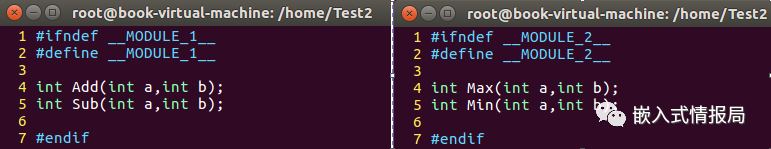 root@book-virtual-machine: /home/Test2
1 #ifndef __MODULE_1__
2 #define __MODULE_1__
3
4 int Add(int a,int b);
5 int Sub(int a,int b);
6
7 #endif
root@book-virtual-machine: /home/Test2
1 #ifndef __MODULE_2__
2 #define __MODULE_2__
3
4 int Max(int a,int b);
5 int Min(int a,int b);
6
7 #endif
嵌入式情报局